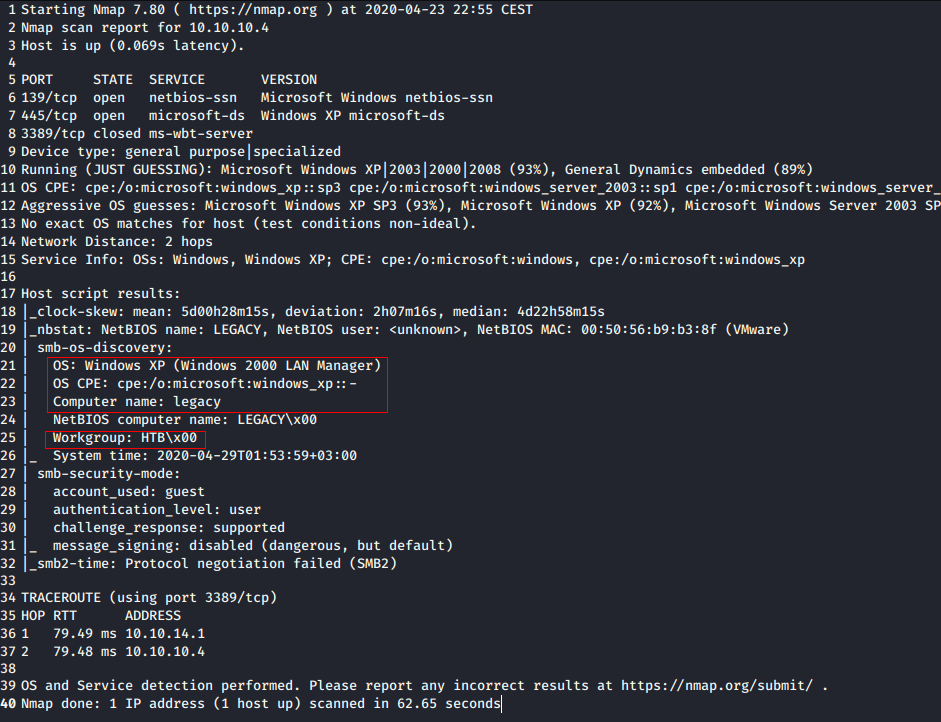 1 Starting Nmap 7.80 ( https://nmap.org ) at 2020-04-23 22:55 CEST
2 Nmap scan report for 10.10.10.4
3 Host is up (0.069s latency).
4
5 PORT     STATE  SERVICE       VERSION
6 139/tcp  open   netbios-ssn   Microsoft Windows netbios-ssn
7 445/tcp  open   microsoft-ds  Windows XP microsoft-ds
8 3389/tcp closed ms-wbt-server
9 Device type: general purpose|specialized
10 Running (JUST GUESSING): Microsoft Windows XP|2003|2000|2008 (93%), General Dynamics embedded (89%)
11 OS CPE: cpe:/o:microsoft:windows_xp::sp3 cpe:/o:microsoft:windows_server_2003::sp1 cpe:/o:microsoft:windows_server_
12 Aggressive OS guesses: Microsoft Windows XP SP3 (93%), Microsoft Windows XP (92%), Microsoft Windows Server 2003 SP
13 No exact OS matches for host (test conditions non-ideal).
14 Network Distance: 2 hops
15 Service Info: OSs: Windows, Windows XP; CPE: cpe:/o:microsoft:windows, cpe:/o:microsoft:windows_xp
16
17 Host script results:
18 |_clock-skew: mean: 5d00h28m15s, deviation: 2h07m16s, median: 4d22h58m15s
19 |_nbstat: NetBIOS name: LEGACY, NetBIOS user: <unknown>, NetBIOS MAC: 00:50:56:b9:b3:8f (VMware)
20 | smb-os-discovery:
21 |   OS: Windows XP (Windows 2000 LAN Manager)
22 |   OS CPE: cpe:/o:microsoft:windows_xp::-
23 |   Computer name: legacy
24 |   NetBIOS computer name: LEGACY\x00
25 |   Workgroup: HTB\x00
26 |_  System time: 2020-04-29T01:53:59+03:00
27 | smb-security-mode:
28 |   account_used: guest
29 |   authentication_level: user
30 |   challenge_response: supported
31 |_  message_signing: disabled (dangerous, but default)
32 |_smb2-time: Protocol negotiation failed (SMB2)
33
34 TRACEROUTE (using port 3389/tcp)
35 HOP RTT      ADDRESS
36 1   79.49 ms 10.10.14.1
37 2   79.48 ms 10.10.10.4
38
39 OS and Service detection performed. Please report any incorrect results at https://nmap.org/submit/ .
40 Nmap done: 1 IP address (1 host up) scanned in 62.65 seconds